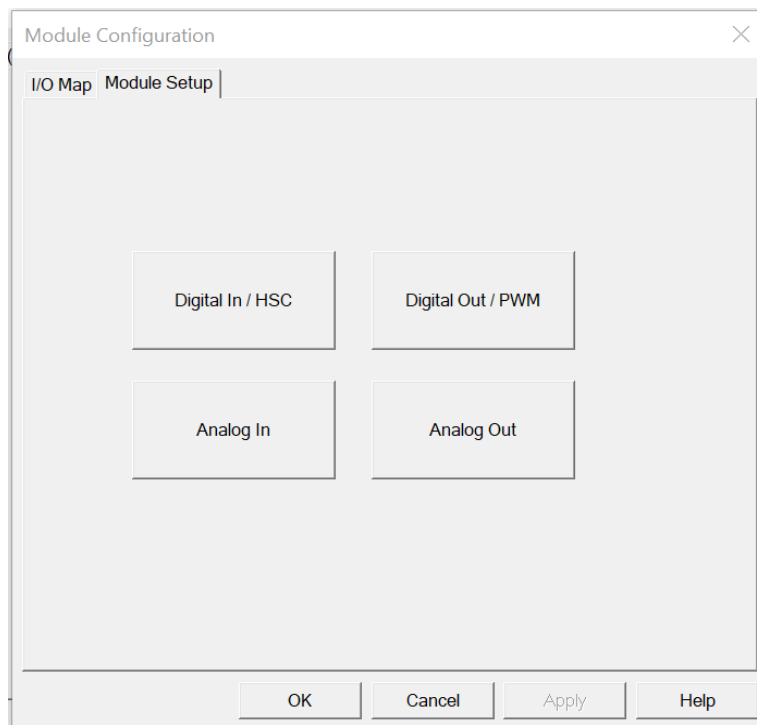 Module Configuration
I/O Map Module Setup
Digital In / HSC Digital Out / PWM
Analog In Analog Out
OK Cancel Apply Help